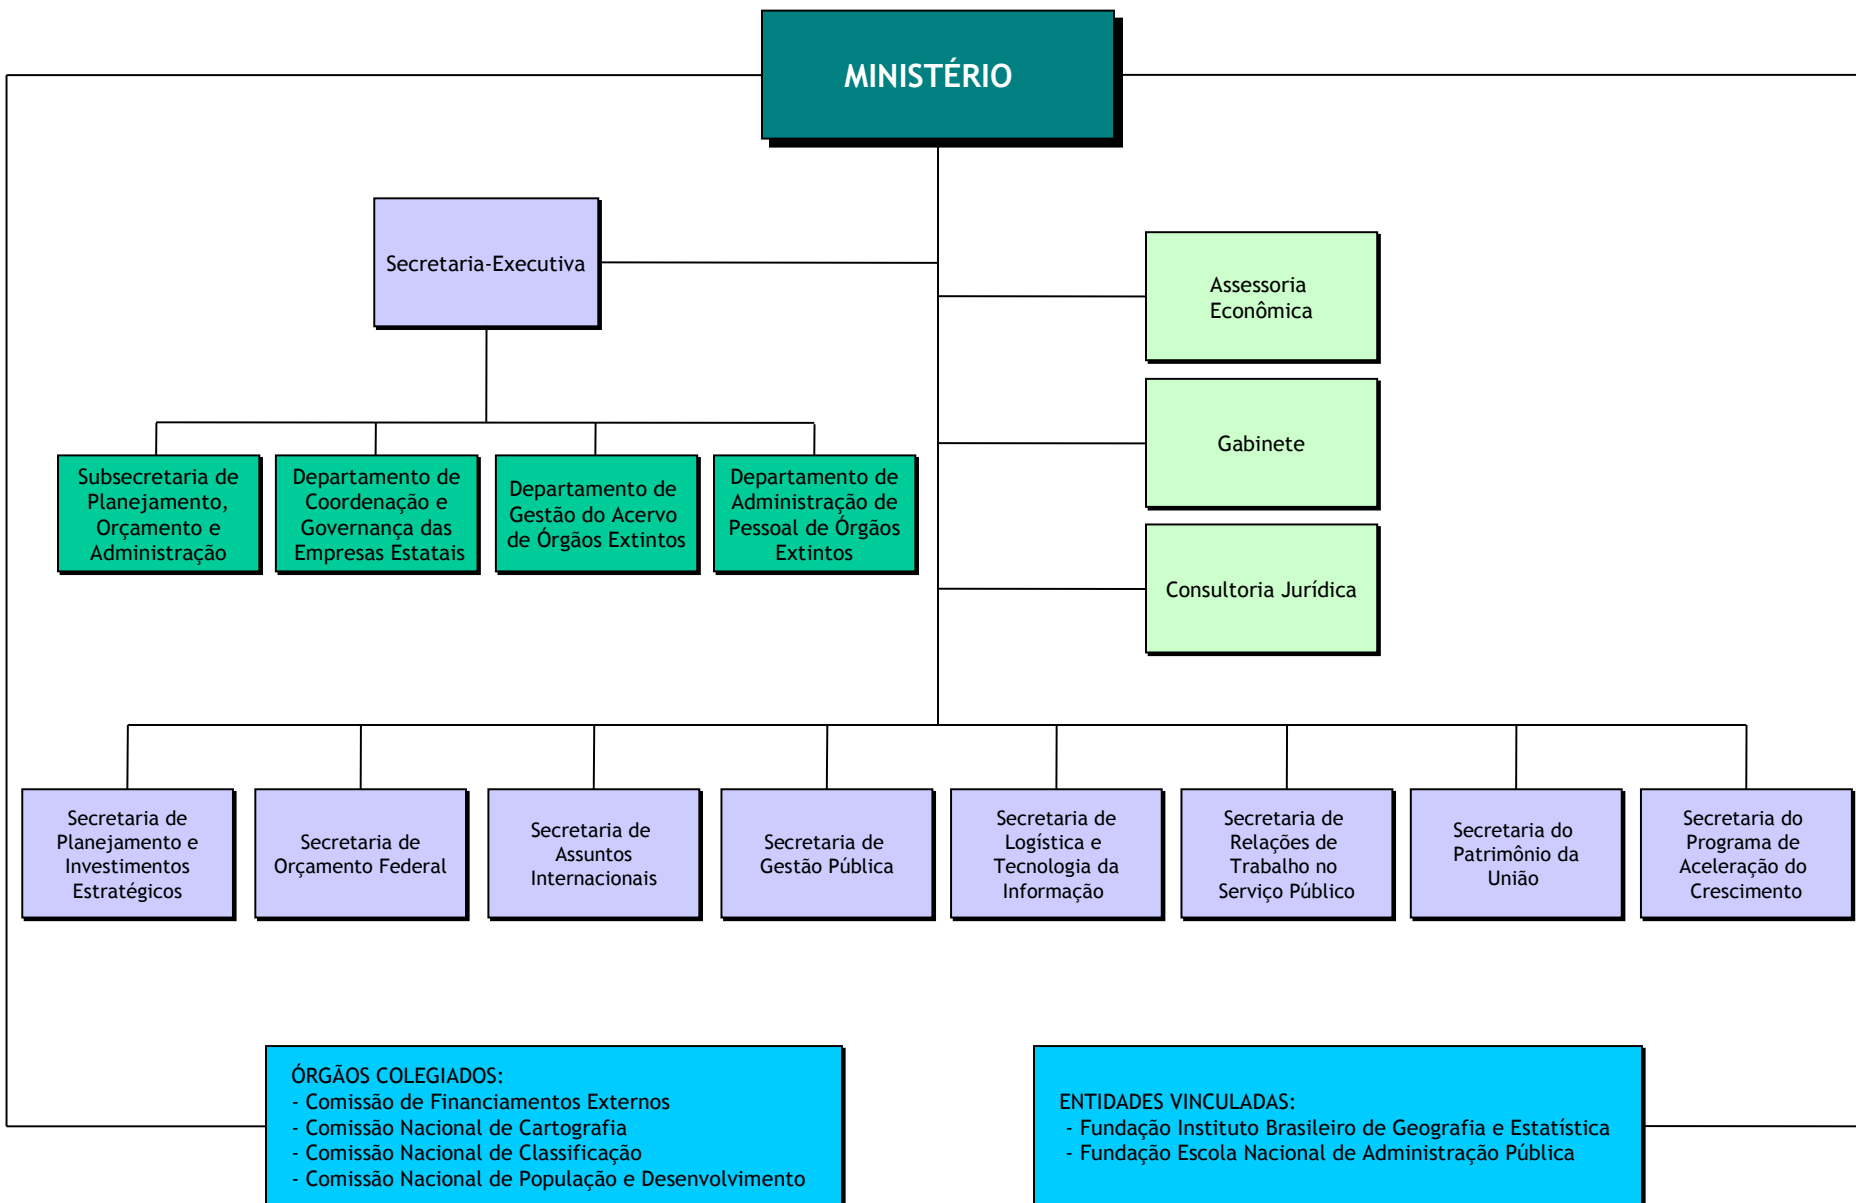 MINISTÉRIO
Secretaria-Executiva
Assessoria
Econômica
Gabinete
Consultoria Jurídica
Subsecretaria de
Planejamento,
Orçamento e
Administração
Departamento de
Coordenação e
Governança das
Empresas Estatais
Departamento de
Gestão do Acervo
de Órgãos Extintos
Departamento de
Administração de
Pessoal de Órgãos
Extintos
Secretaria de
Planejamento e
Investimentos
Estratégicos
Secretaria de
Orçamento Federal
Secretaria de
Assuntos
Internacionais
Secretaria de
Gestão Pública
Secretaria de
Logística e
Tecnologia da
Informação
Secretaria de
Relações de
Trabalho no
Serviço Público
Secretaria do
Patrimônio da
União
Secretaria do
Programa de
Aceleração do
Crescimento
ÓRGÃOS COLEGIADOS:
- Comissão de Financiamentos Externos
- Comissão Nacional de Cartografia
- Comissão Nacional de Classificação
- Comissão Nacional de População e Desenvolvimento
ENTIDADES VINCULADAS:
- Fundação Instituto Brasileiro de Geografia e Estatística
- Fundação Escola Nacional de Administração Pública